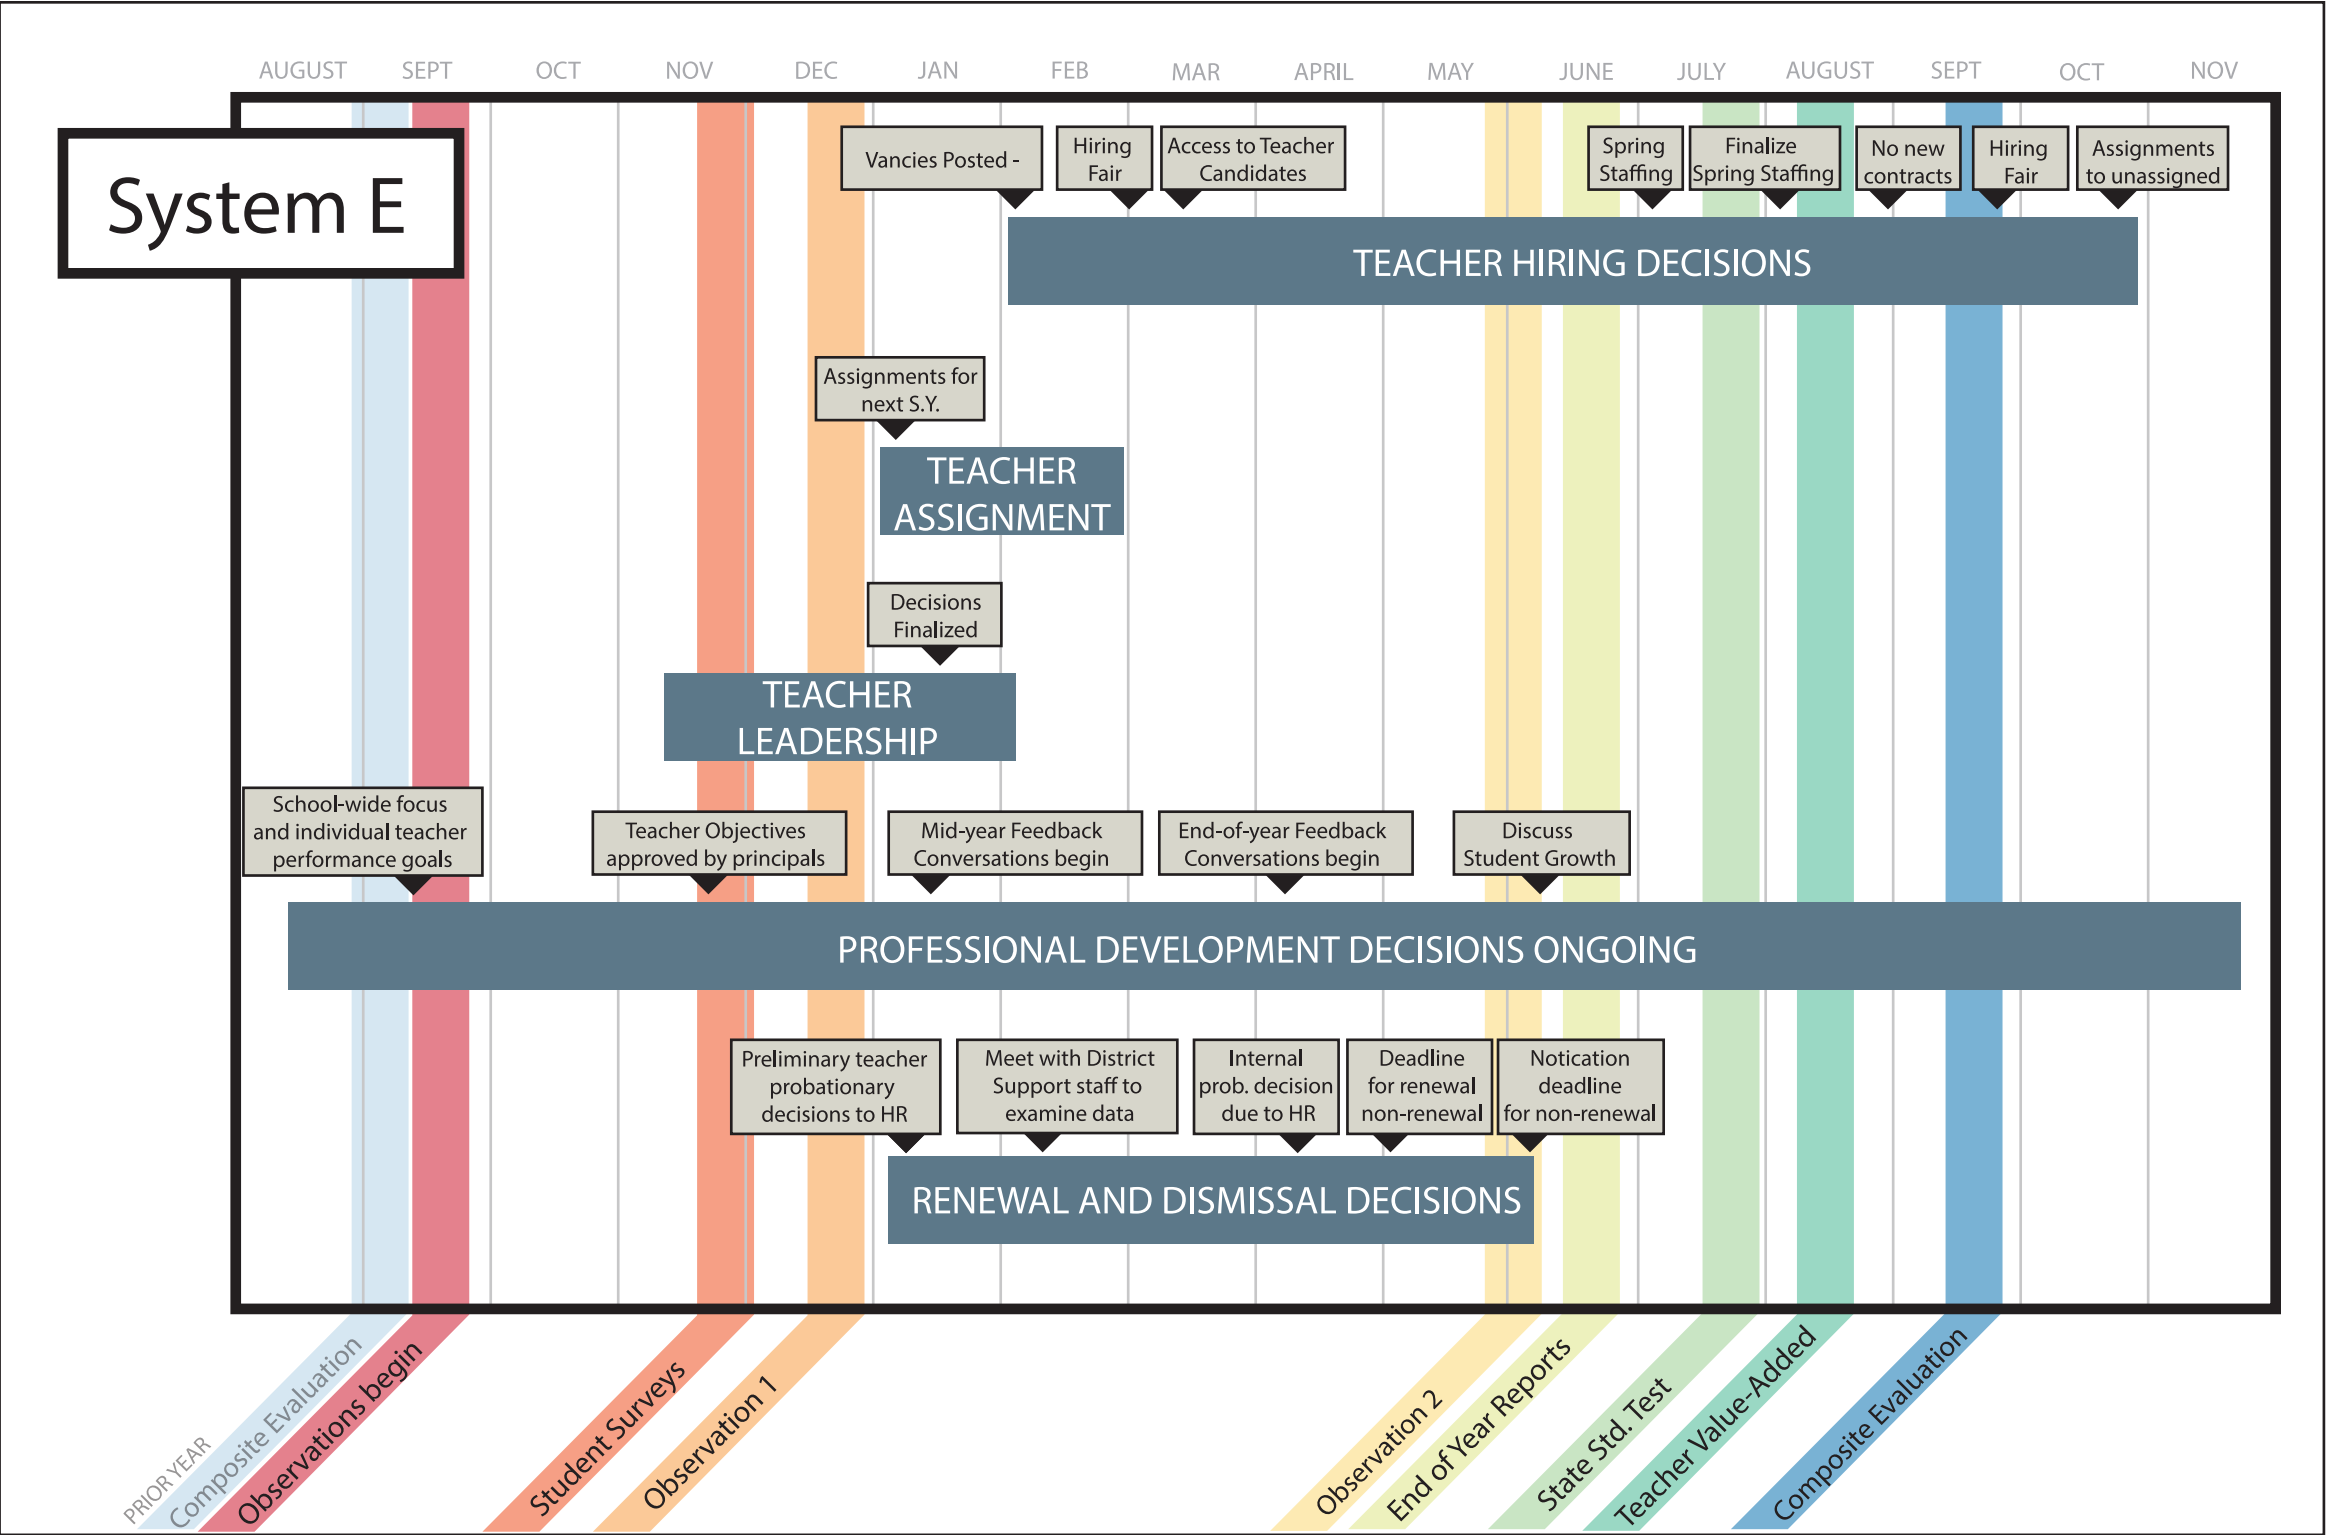 AUGUST SEPT OCT NOV DEC JAN FEB MAR APRIL MAY JUNE JULY AUGUST SEPT OCT NOV
System E
Vancies Posted -
Hiring
Fair
Access to Teacher
Candidates
Spring
Staffing
Finalize
Spring Staffing
No new
contracts
Hiring
Fair
Assignments
to unassigned
TEACHER HIRING DECISIONS
Assignments for
next S.Y.
TEACHER
ASSIGNMENT
Decisions
Finalized
TEACHER
LEADERSHIP
School-wide focus
and individual teacher
performance goals
Teacher Objectives
approved by principals
Mid-year Feedback
Conversations begin
End-of-year Feedback
Conversations begin
Discuss
Student Growth
PROFESSIONAL DEVELOPMENT DECISIONS ONGOING
Preliminary teacher
probationary
decisions to HR
Meet with District
Support staff to
examine data
Internal
prob. decision
due to HR
Deadline
for renewal
non-renewal
Notication
deadline
for non-renewal
RENEWAL AND DISMISSAL DECISIONS
PRIOR YEAR
Composite Evaluation
Observations begin
Student Surveys
Observation 1
Observation 2
End of Year Reports
State Std. Test
Teacher Value-Added
Composite Evaluation